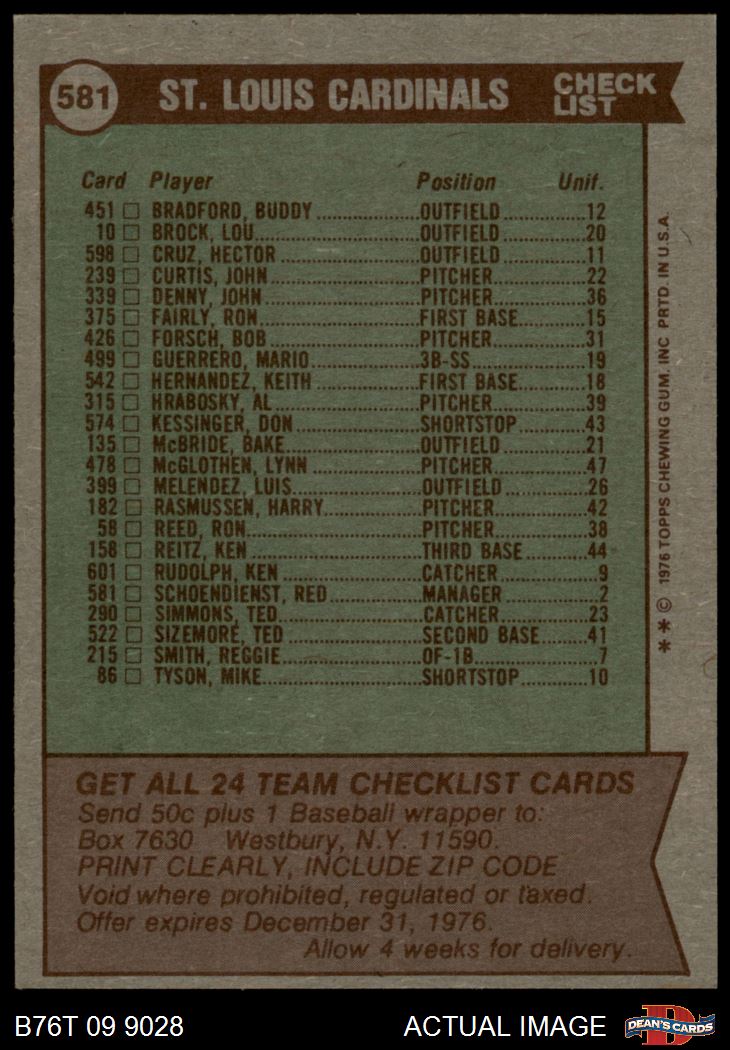 581 ST. LOUIS CARDINALS CHECK LIST
Card Player Position Unif.
451 BRADFORD, BUDDY OUTFIELD 12
10 BROCK, LOU OUTFIELD 20
598 CRUZ, HECTOR OUTFIELD 11
239 CURTIS, JOHN PITCHER 22
339 DENNY, JOHN PITCHER 36
375 FAIRLY, RON FIRST BASE 15
426 FORSCH, BOB PITCHER 31
499 GUERRERO, MARIO 3B-SS 19
542 HERNANDEZ, KEITH FIRST BASE 18
315 HRABOSKY, AL PITCHER 39
574 KESSINGER, DON SHORTSTOP 43
135 McBRIDE, BAKE OUTFIELD 21
478 McGLOTHEN, LYNN PITCHER 47
399 MELENDEZ, LUIS OUTFIELD 26
182 RASMUSSEN, HARRY PITCHER 42
58 REED, RON PITCHER 38
158 REITZ, KEN THIRD BASE 44
601 RUDOLPH, KEN CATCHER 9
581 SCHOENDIENST, RED MANAGER 2
290 SIMMONS, TED CATCHER 23
522 SIZEMORE, TED SECOND BASE 41
215 SMITH, REGGIE OF-1B 7
86 TYSON, MIKE SHORTSTOP 10
**© 1976 TOPPS CHEWING GUM, INC PRTD. IN U.S.A.
GET ALL 24 TEAM CHECKLIST CARDS
Send 50c plus 1 Baseball wrapper to:
Box 7630 Westbury, N.Y. 11590.
PRINT CLEARLY, INCLUDE ZIP CODE
Void where prohibited, regulated or taxed.
Offer expires December 31, 1976.
Allow 4 weeks for delivery.
B76T 09 9028 ACTUAL IMAGE
D
DEAN'S CARDS